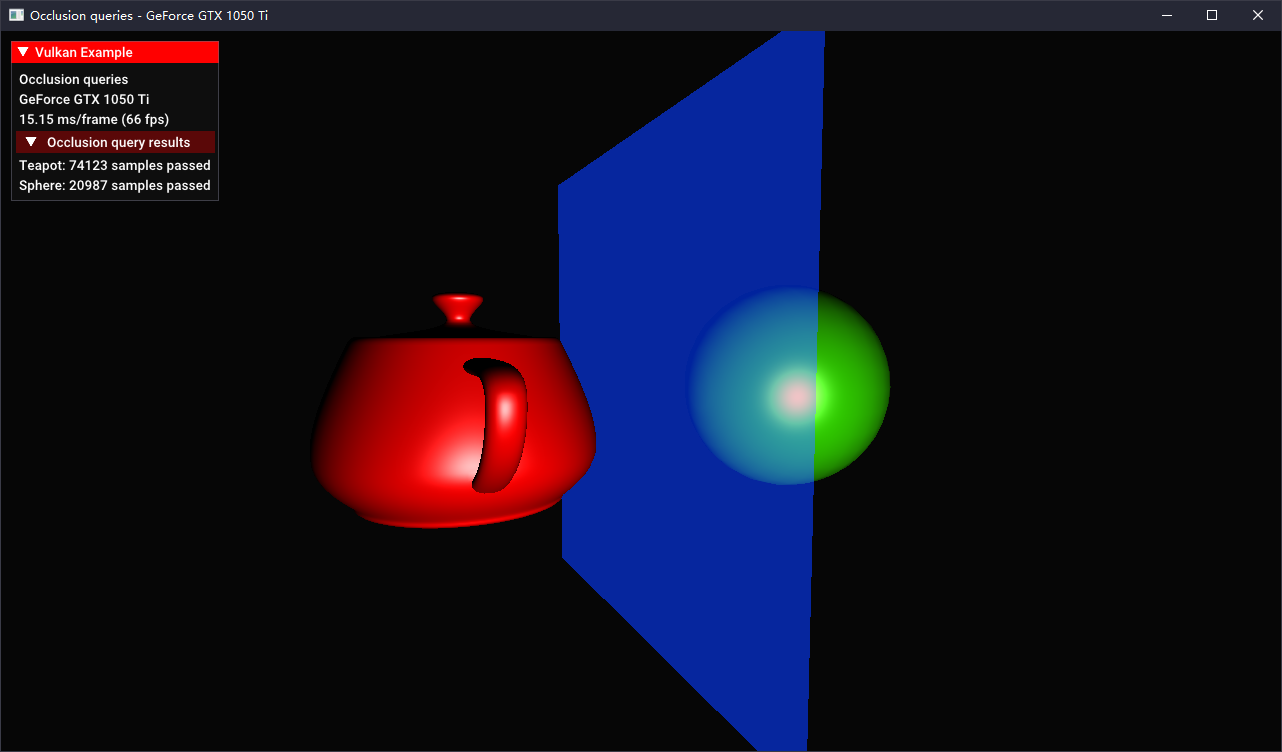 Occlusion queries - GeForce GTX 1050 Ti
Vulkan Example
Occlusion queries
GeForce GTX 1050 Ti
15.15 ms/frame (66 fps)
Occlusion query results
Teapot: 74123 samples passed
Sphere: 20987 samples passed